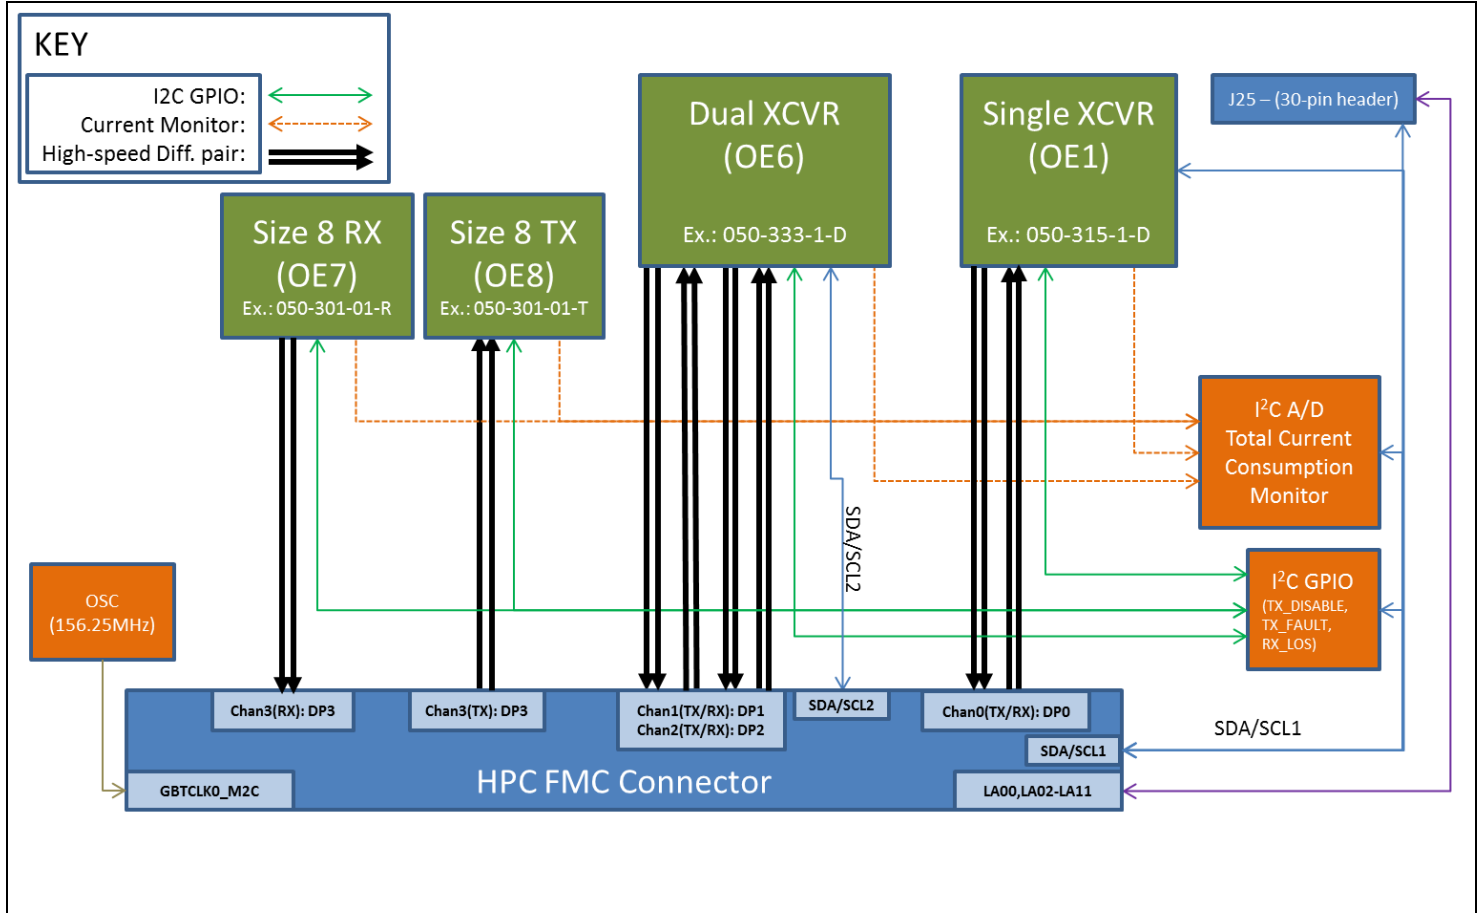 KEY
I2C GPIO:
Current Monitor:
High-speed Diff. pair:
Dual XCVR
(OE6)
Ex.: 050-333-1-D
Single XCVR
(OE1)
Ex.: 050-315-1-D
J25 – (30-pin header)
Size 8 RX
(OE7)
Ex.: 050-301-01-R
Size 8 TX
(OE8)
Ex.: 050-301-01-T
I²C A/D
Total Current
Consumption
Monitor
SDA/SCL2
I²C GPIO
(TX_DISABLE,
TX_FAULT,
RX_LOS)
OSC
(156.25MHz)
Chan3(RX): DP3
Chan3(TX): DP3
Chan1(TX/RX): DP1
Chan2(TX/RX): DP2
SDA/SCL2
Chan0(TX/RX): DP0
SDA/SCL1
SDA/SCL1
HPC FMC Connector
GBTCLK0_M2C
LA00,LA02-LA11